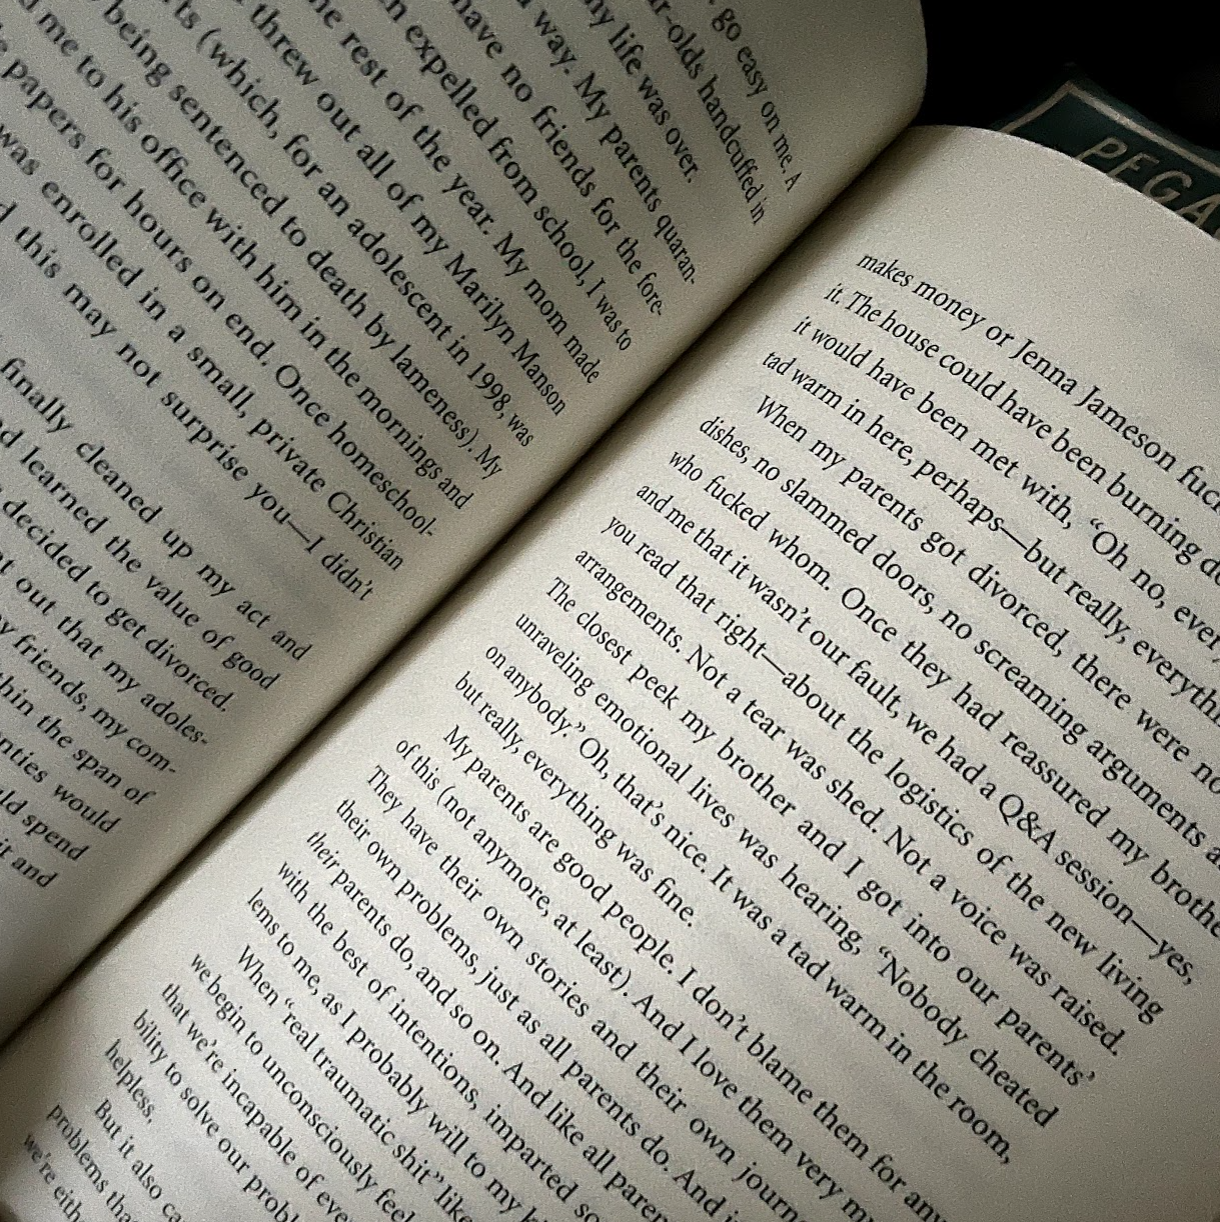 go easy on me. A
r-olds handcuffed in
my life was over.
way. My parents quaran-
have no friends for the fore-
n expelled from school, I was to
he rest of the year. My mom made
threw out all of my Marilyn Manson
ts (which, for an adolescent in 1998, was
being sentenced to death by lameness). My
d me to his office with him in the mornings and
papers for hours on end. Once homeschool-
was enrolled in a small, private Christian
d this may not surprise you—I didn't
finally cleaned up my act and
d learned the value of good
decided to get divorced.
t out that my adoles-
y friends, my com-
thin the span of
nties would
ld spend
it and
PEGA
makes money or Jenna Jameson fuc
it. The house could have been burning d
it would have been met with, “Oh no, every
tad warm in here, perhaps—but really, everythi
When my parents got divorced, there were no
dishes, no slammed doors, no screaming arguments a
who fucked whom. Once they had reassured my brothe
and me that it wasn't our fault, we had a Q&A session—yes,
you read that right—about the logistics of the new living
arrangements. Not a tear was shed. Not a voice was raised.
The closest peek my brother and I got into our parents'
unraveling emotional lives was hearing, “Nobody cheated
on anybody.” Oh, that's nice. It was a tad warm in the room,
but really, everything was fine.
My parents are good people. I don't blame them for any
of this (not anymore, at least). And I love them very m
They have their own stories and their own journ
their own problems, just as all parents do. And
their parents do, and so on. And like all paren
with the best of intentions, imparted so
lems to me, as I probably will to my k
When “real traumatic shit” like
we begin to unconsciously feel
that we're incapable of eve
bility to solve our probl
helpless.
But it also ca
problems tha
we're eith